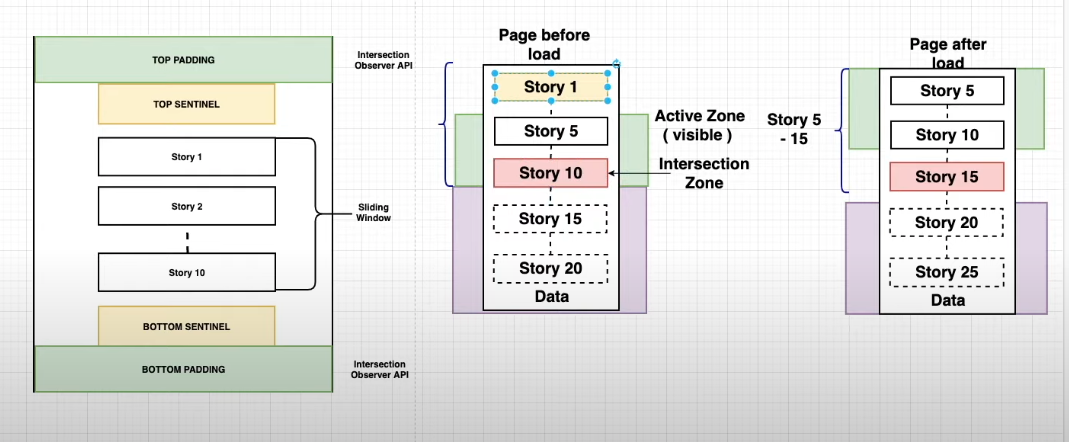 TOP PADDING
Intersection
Observer API
TOP SENTINEL
Story 1
Story 2
Sliding
Window
Story 10
BOTTOM SENTINEL
BOTTOM PADDING
Intersection
Observer API
Page before
load
Story 1
Story 5
Active Zone
( visible )
Story 10
Intersection
Zone
Story 15
Story 20
Data
Page after
load
Story 5
Story 5
- 15
Story 10
Story 15
Story 20
Story 25
Data